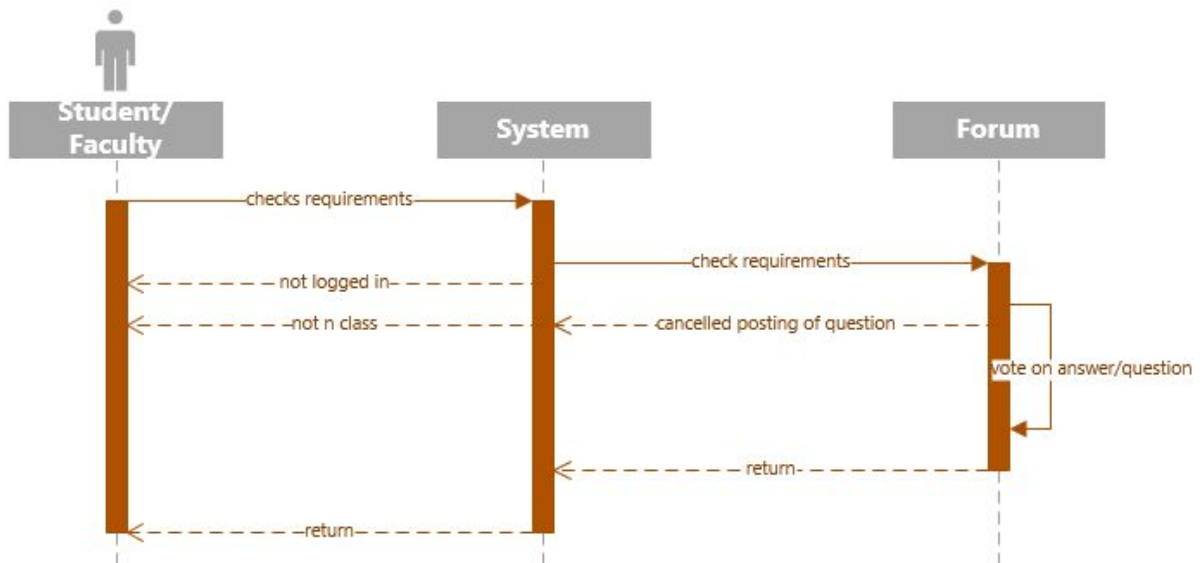 Student/
Faculty
System
Forum
checks requirements
check requirements
not logged in
not n class
cancelled posting of question
vote on answer/question
return
return